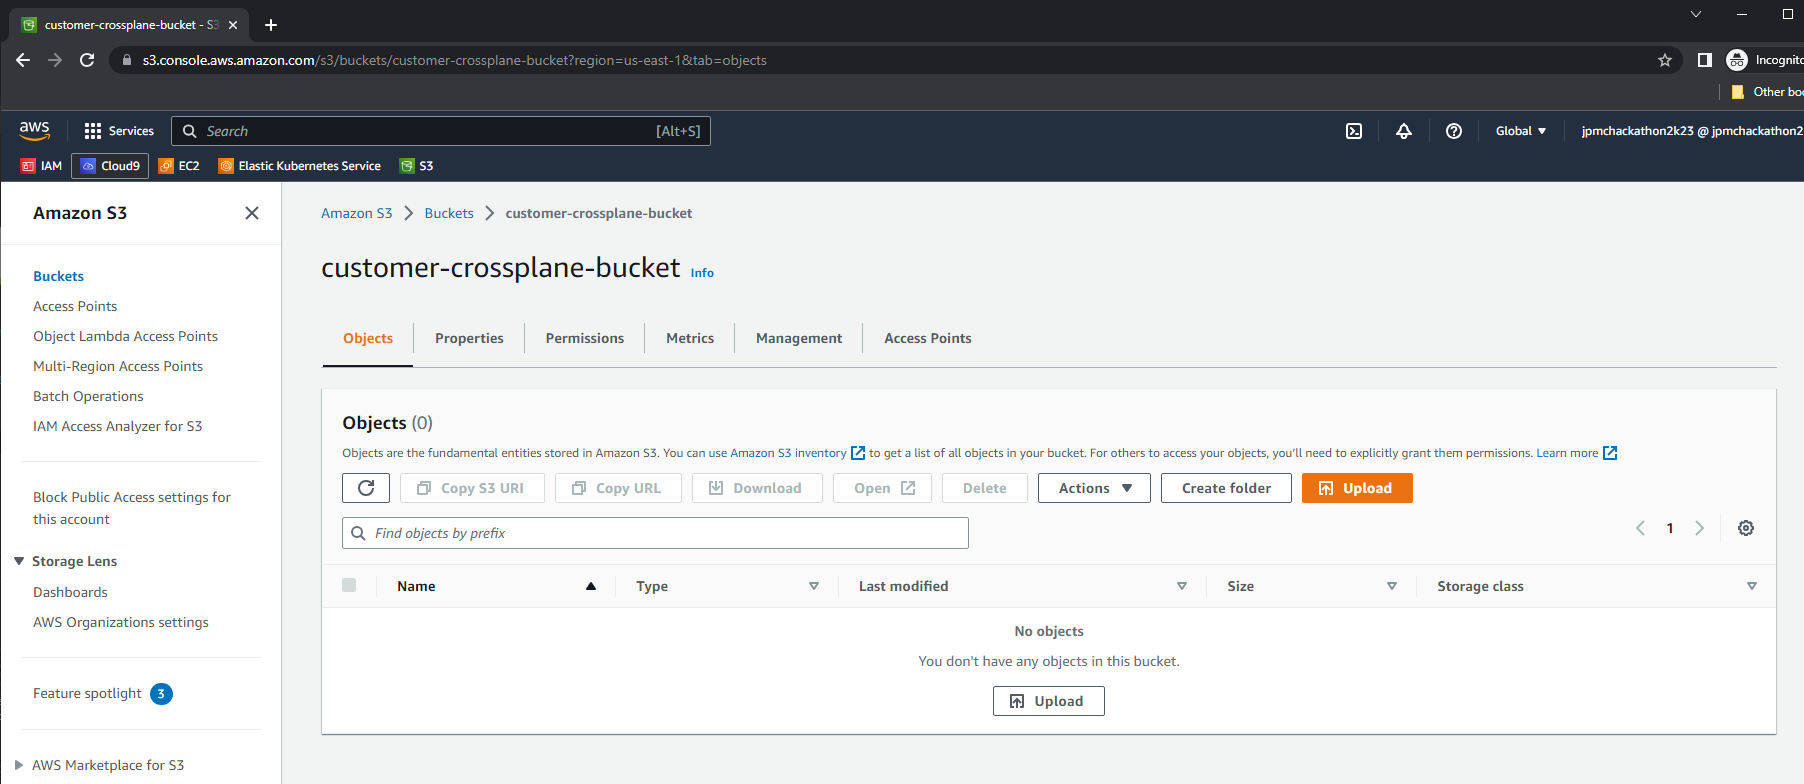 customer-crossplane-bucket - S3
s3.console.aws.amazon.com/s3/buckets/customer-crossplane-bucket?region=us-east-1&tab=objects
Incognito
Other boo
aws
Services
Search
[Alt+S]
Global
jpmchackathon2k23 @ jpmchackathon2
IAM
Cloud9
EC2
Elastic Kubernetes Service
S3
Amazon S3
Buckets
Access Points
Object Lambda Access Points
Multi-Region Access Points
Batch Operations
IAM Access Analyzer for S3
Block Public Access settings for
this account
Storage Lens
Dashboards
AWS Organizations settings
Feature spotlight 3
AWS Marketplace for S3
Amazon S3 > Buckets > customer-crossplane-bucket
customer-crossplane-bucket Info
Objects
Properties
Permissions
Metrics
Management
Access Points
Objects (0)
Objects are the fundamental entities stored in Amazon S3. You can use Amazon S3 inventory to get a list of all objects in your bucket. For others to access your objects, you'll need to explicitly grant them permissions. Learn more
Copy S3 URI
Copy URL
Download
Open
Delete
Actions
Create folder
Upload
Find objects by prefix
1
Name
Type
Last modified
Size
Storage class
No objects
You don't have any objects in this bucket.
Upload